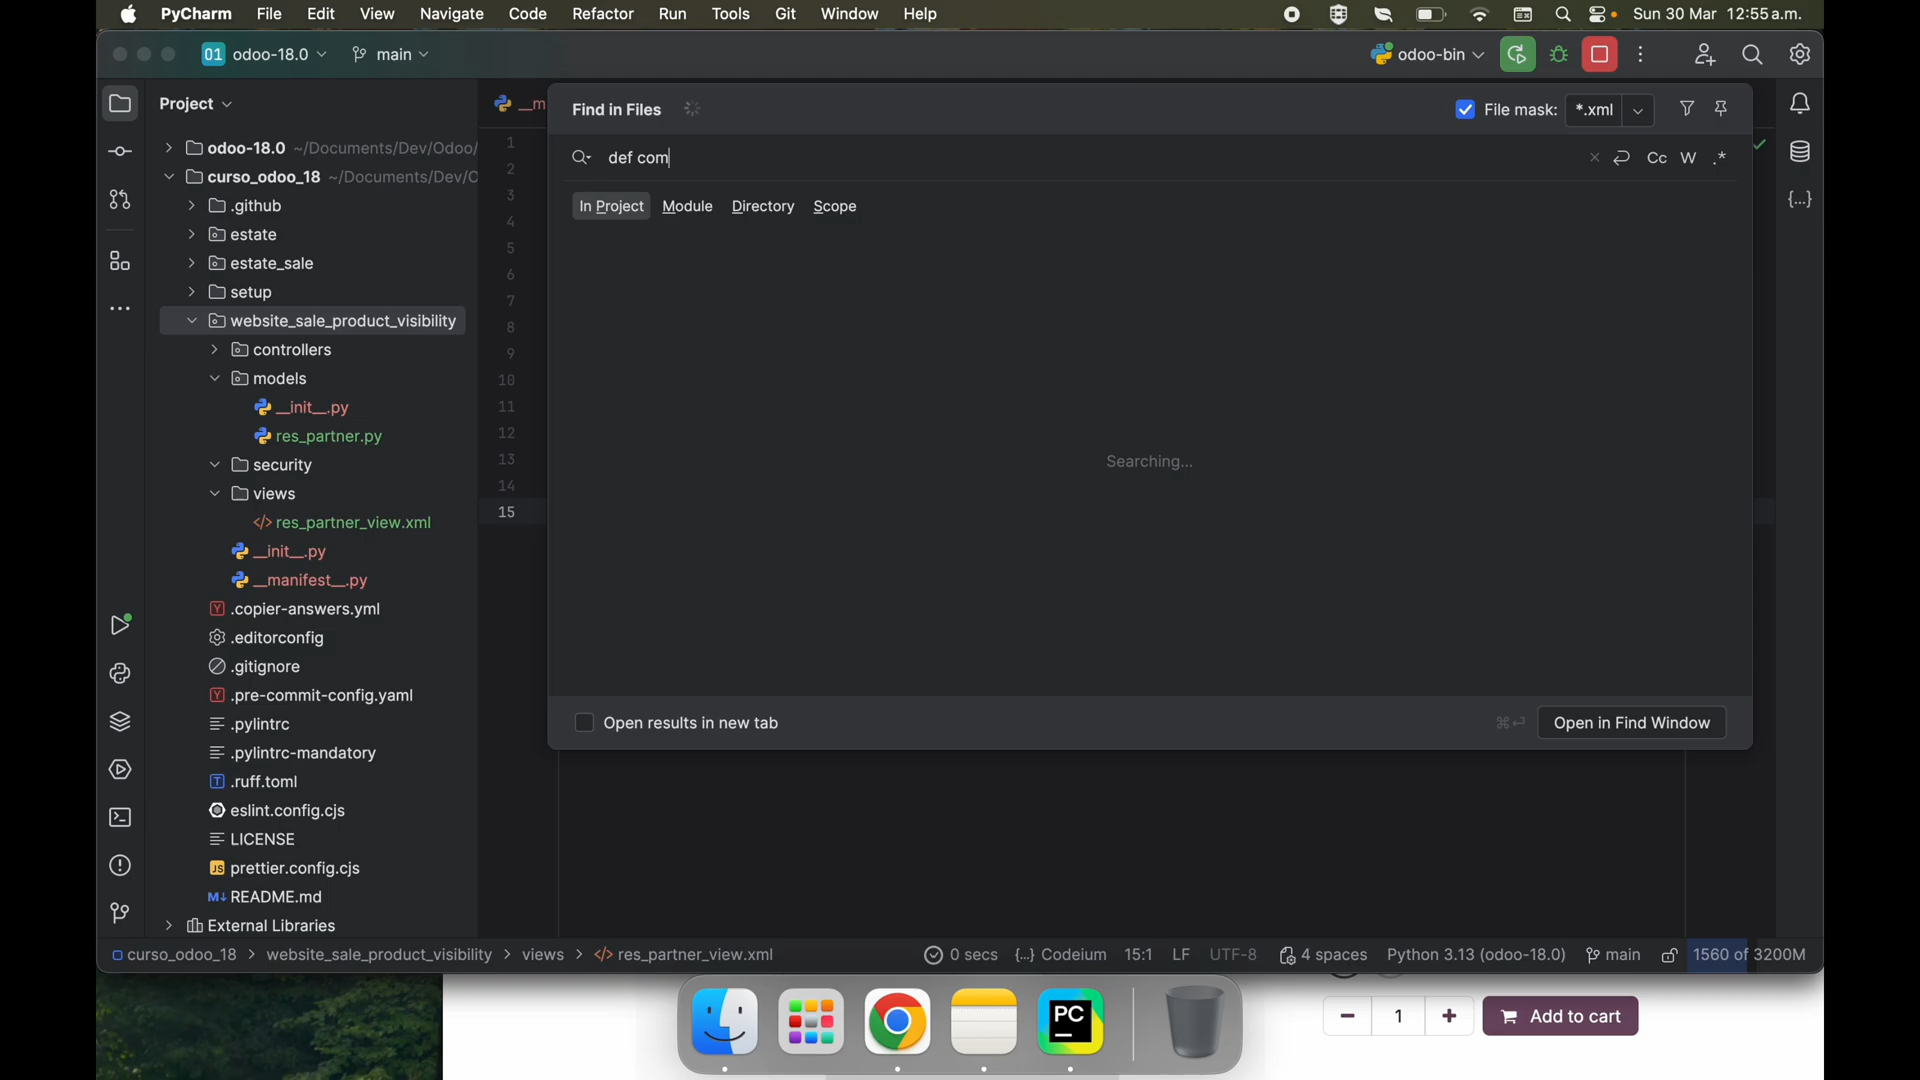 PyCharm File Edit View Navigate Code Refactor Run Tools Git Window Help Sun 30 Mar 12:55 a.m.
01 odoo-18.0 main odoo-bin
Project
odoo-18.0 ~/Documents/Dev/Odoo/
curso_odoo_18 ~/Documents/Dev/O
.github
estate
estate_sale
setup
website_sale_product_visibility
controllers
models
__init__.py
res_partner.py
security
views
res_partner_view.xml
__init__.py
__manifest__.py
.copier-answers.yml
.editorconfig
.gitignore
.pre-commit-config.yaml
.pylintrc
.pylintrc-mandatory
.ruff.toml
eslint.config.cjs
LICENSE
prettier.config.cjs
README.md
External Libraries
__m
1
2
3
4
5
6
7
8
9
10
11
12
13
14
15
Find in Files File mask: *.xml
def com Cc W .*
In Project Module Directory Scope
Searching...
Open results in new tab ⌘⏎ Open in Find Window
curso_odoo_18 > website_sale_product_visibility > views > </> res_partner_view.xml 0 secs {...} Codeium 15:1 LF UTF-8 4 spaces Python 3.13 (odoo-18.0) main 1560 of 3200M
PC
1 Add to cart